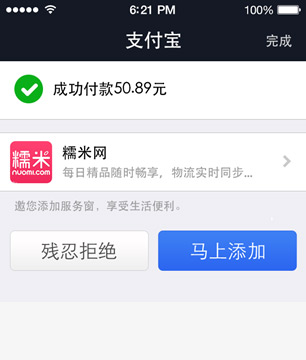 6:21 PM 100%
支付宝 完成
成功付款50.89元
糯米 nuomi.com
糯米网
每日精品随时畅享，物流实时同步...
邀您添加服务窗，享受生活便利。
残忍拒绝 马上添加